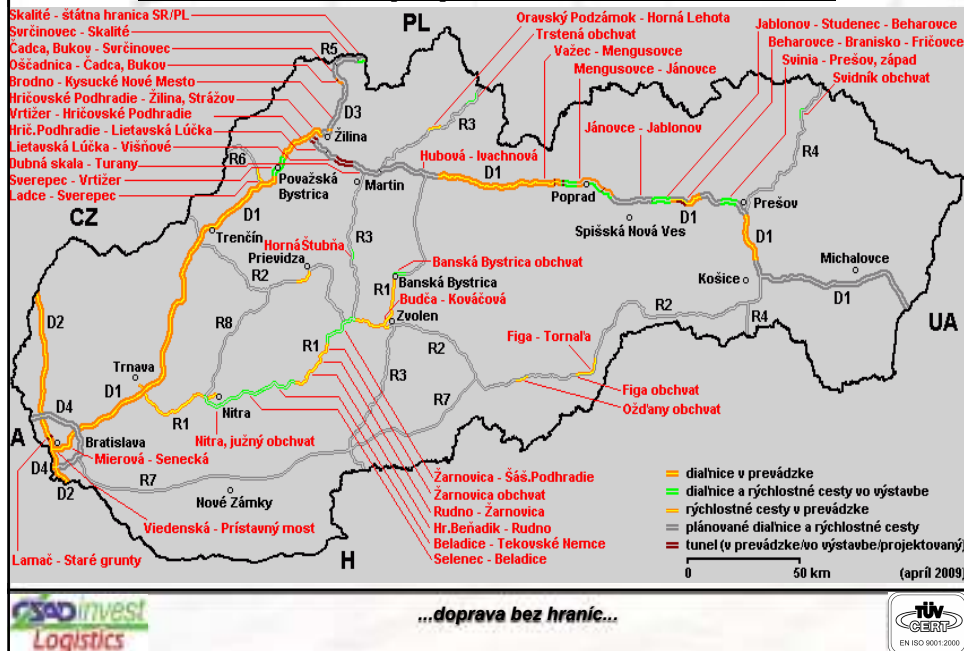 Skalité - štátna hranica SR/PL
Svrčinovec - Skalité
Čadca, Bukov - Svrčinovec
Oščadnica - Čadca, Bukov
Brodno - Kysucké Nové Mesto
Hričovské Podhradie - Žilina, Strážov
Vrtižer - Hričovské Podhradie
Hrič.Podhradie - Lietavská Lúčka
Lietavská Lúčka - Višňové
Dubná skala - Turany
Sverepec - Vrtižer
Ladce - Sverepec
PL
Oravský Podzámok - Horná Lehota
Trstená obchvat
Važec - Mengusovce
Mengusovce - Jánovce
Jablonov - Studenec - Beharovce
Beharovce - Branisko - Fričovce
Svinia - Prešov, západ
Svidník obchvat
Jánovce - Jablonov
Hubová - Ivachnová
R5
D3
Žilina
R3
R4
R6
Považská
Bystrica
Martin
D1
Poprad
D1
Prešov
Spišská Nová Ves
CZ
D1
Trenčín
Horná Štubňa
Prievidza
R3
R2
Banská Bystrica obchvat
Banská Bystrica
R1
Budča - Kováčová
Zvolen
D1
Košice
Michalovce
D1
UA
R2
R4
D2
R8
R1
R2
R3
R7
Figa - Tornaľa
Figa obchvat
Ožďany obchvat
Trnava
D1
D4
R1
Nitra
Nitra, južný obchvat
A
Bratislava
Mierová - Senecká
D4
D2
R7
Nové Zámky
Viedenská - Prístavný most
Lamač - Staré grunty
H
Žarnovica - Šáš.Podhradie
Žarnovica obchvat
Rudno - Žarnovica
Hr.Beňadik - Rudno
Beladice - Tekovské Nemce
Selenec - Beladice
diaľnice v prevádzke
diaľnice a rýchlostné cesty vo výstavbe
rýchlostné cesty v prevádzke
plánované diaľnice a rýchlostné cesty
tunel (v prevádzke/vo výstavbe/projektovaný)
0 50 km (apríl 2009)
ČSAD invest
Logistics
...doprava bez hraníc...
TÜV
CERT
EN ISO 9001:2000